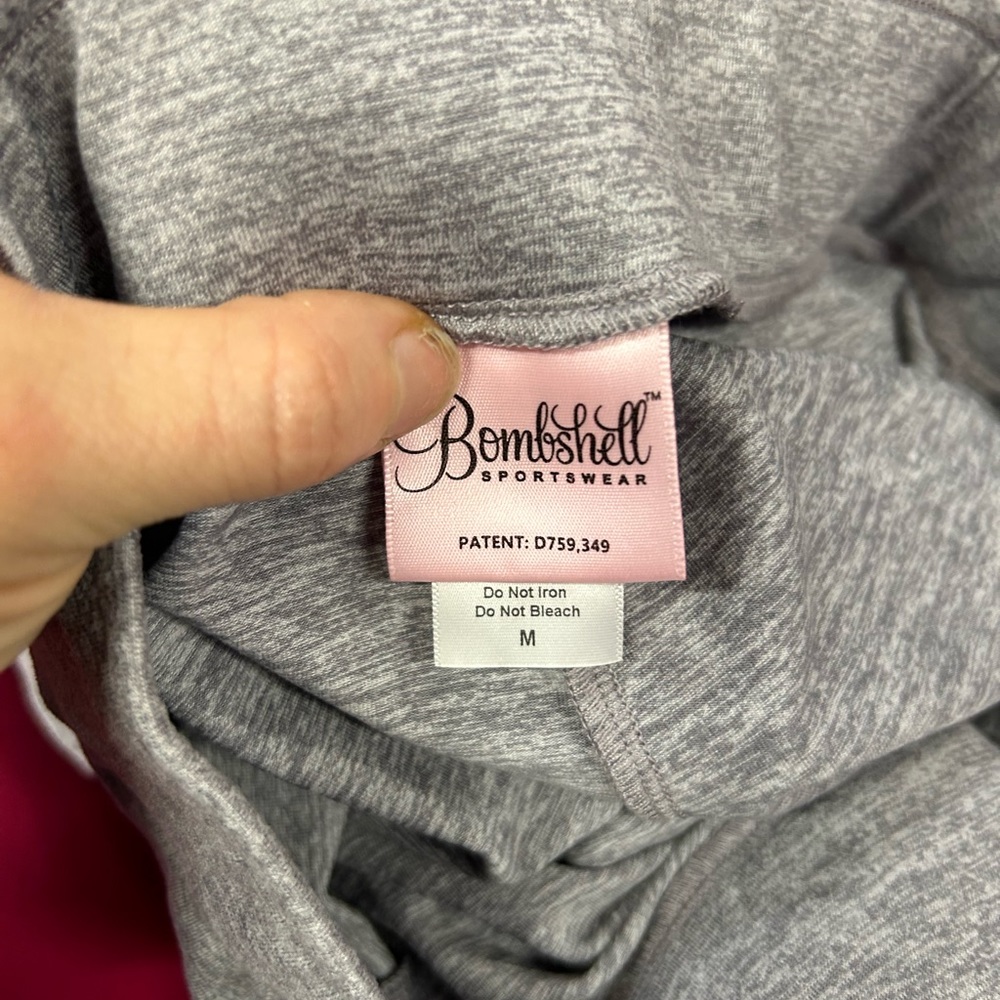 Bombshell™
SPORTSWEAR
PATENT: D759,349
Do Not Iron
Do Not Bleach
M